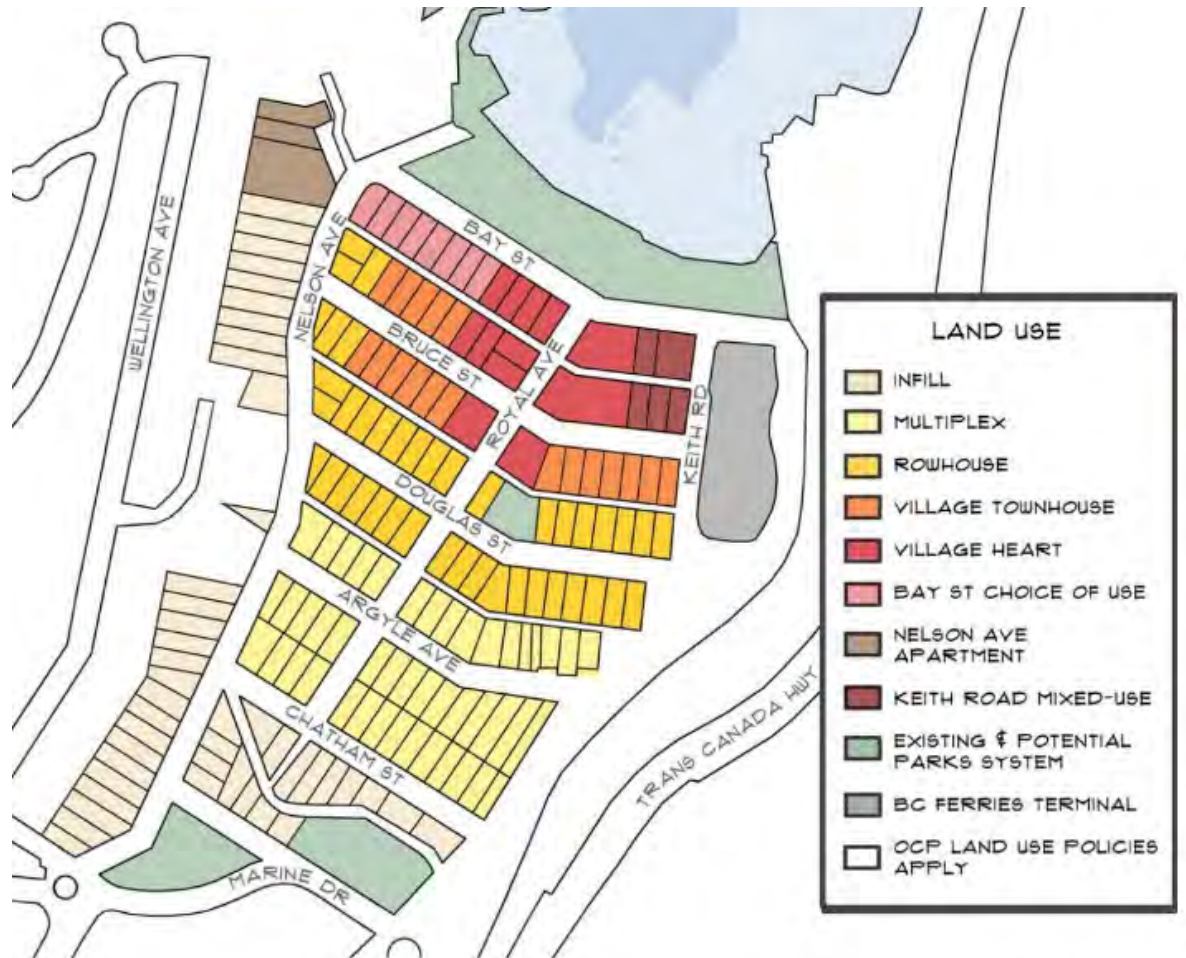 WELLINGTON AVE
NELSON AVE
BAY ST
BRUCE ST
ROYAL AVE
KEITH RD
DOUGLAS ST
ARGYLE AVE
CHATHAM ST
MARINE DR
TRANS CANADA HWY
LAND USE
INFILL
MULTIPLEX
ROWHOUSE
VILLAGE TOWNHOUSE
VILLAGE HEART
BAY ST CHOICE OF USE
NELSON AVE
APARTMENT
KEITH ROAD MIXED-USE
EXISTING & POTENTIAL
PARKS SYSTEM
BC FERRIES TERMINAL
OCP LAND USE POLICIES
APPLY